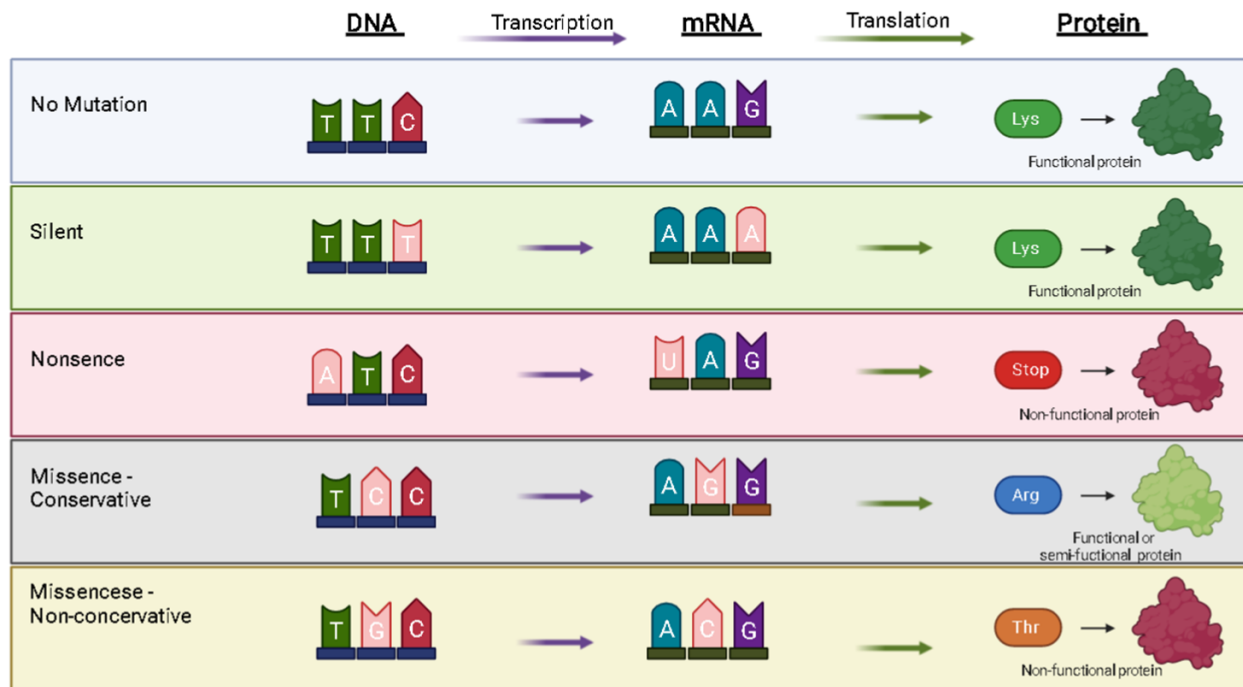 DNA Transcription mRNA Translation Protein
No Mutation
T T C A A G Lys
Functional protein
Silent
T T T A A A Lys
Functional protein
Nonsence
A T C U A G Stop
Non-functional protein
Missence -
Conservative
T C C A G G Arg
Functional or
semi-fuctional protein
Missencese -
Non-concervative
T G C A C G Thr
Non-functional protein